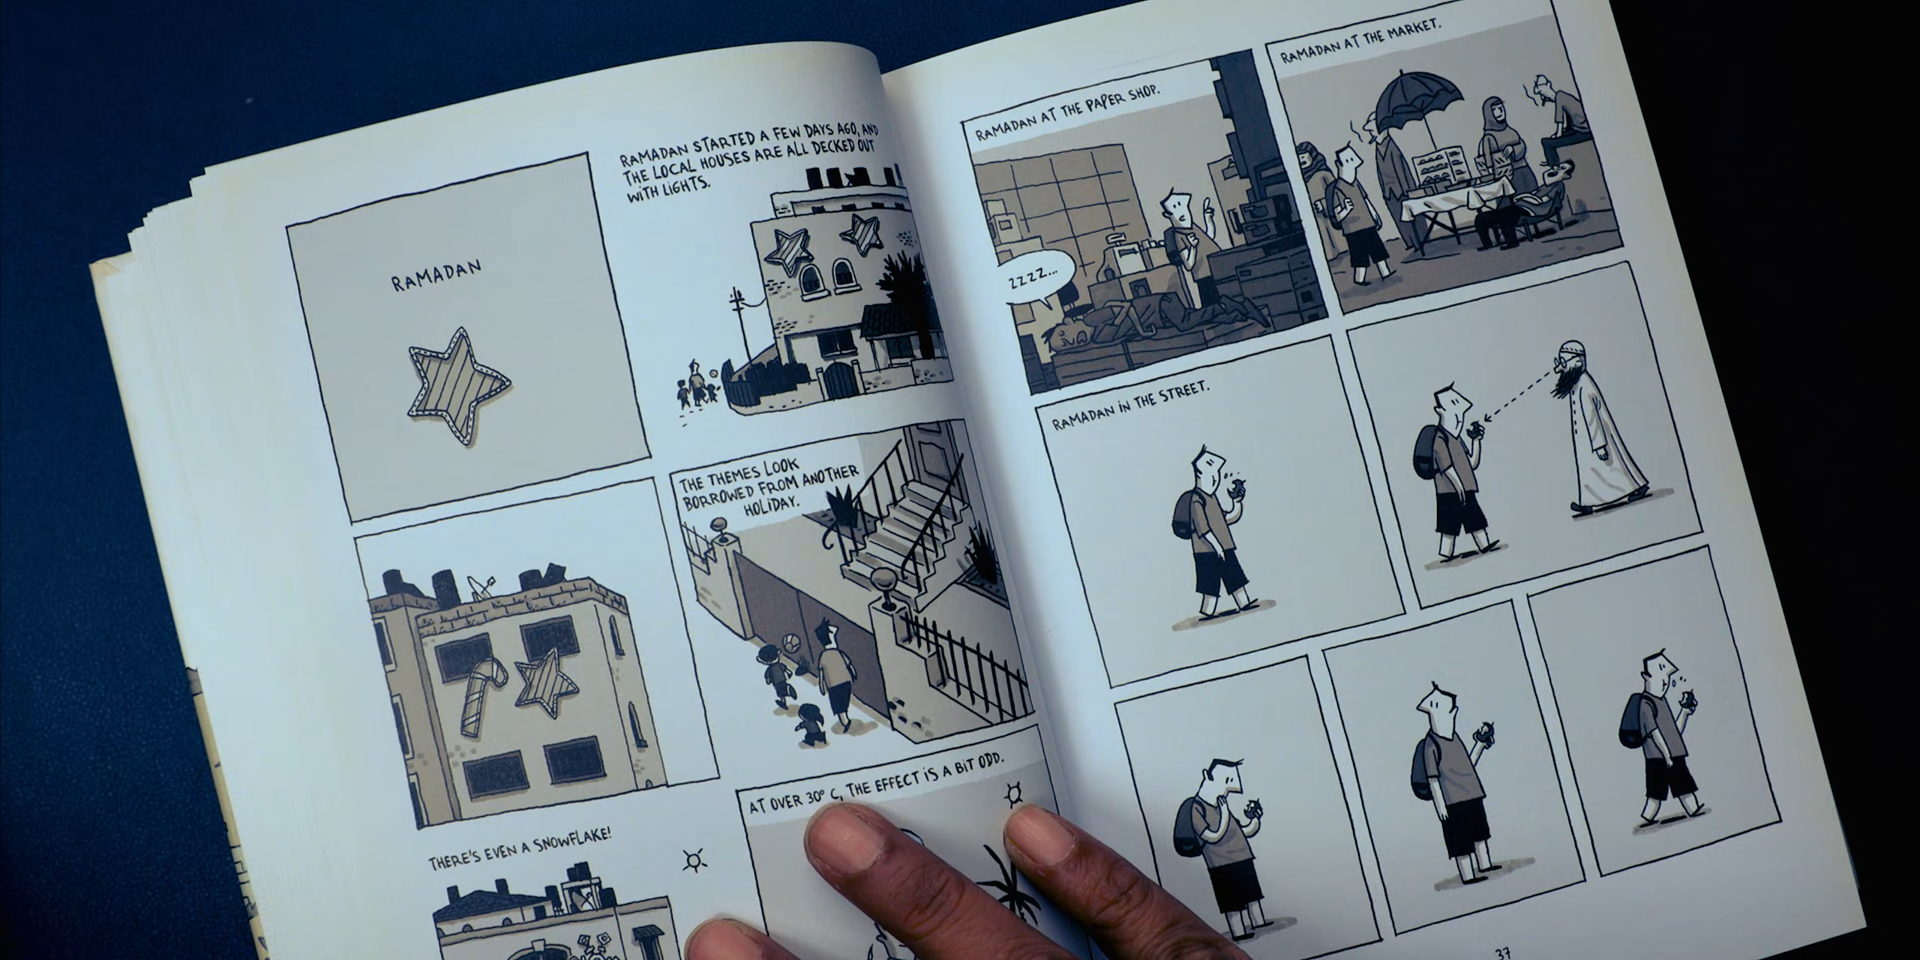 RAMADAN
RAMADAN STARTED A FEW DAYS AGO, AND
THE LOCAL HOUSES ARE ALL DECKED OUT
WITH LIGHTS.
THE THEMES LOOK
BORROWED FROM ANOTHER
HOLIDAY.
THERE'S EVEN A SNOWFLAKE!
AT OVER 30° C, THE EFFECT IS A BIT ODD.
RAMADAN AT THE PAPER SHOP.
ZZZZ...
RAMADAN AT THE MARKET.
RAMADAN IN THE STREET.
37